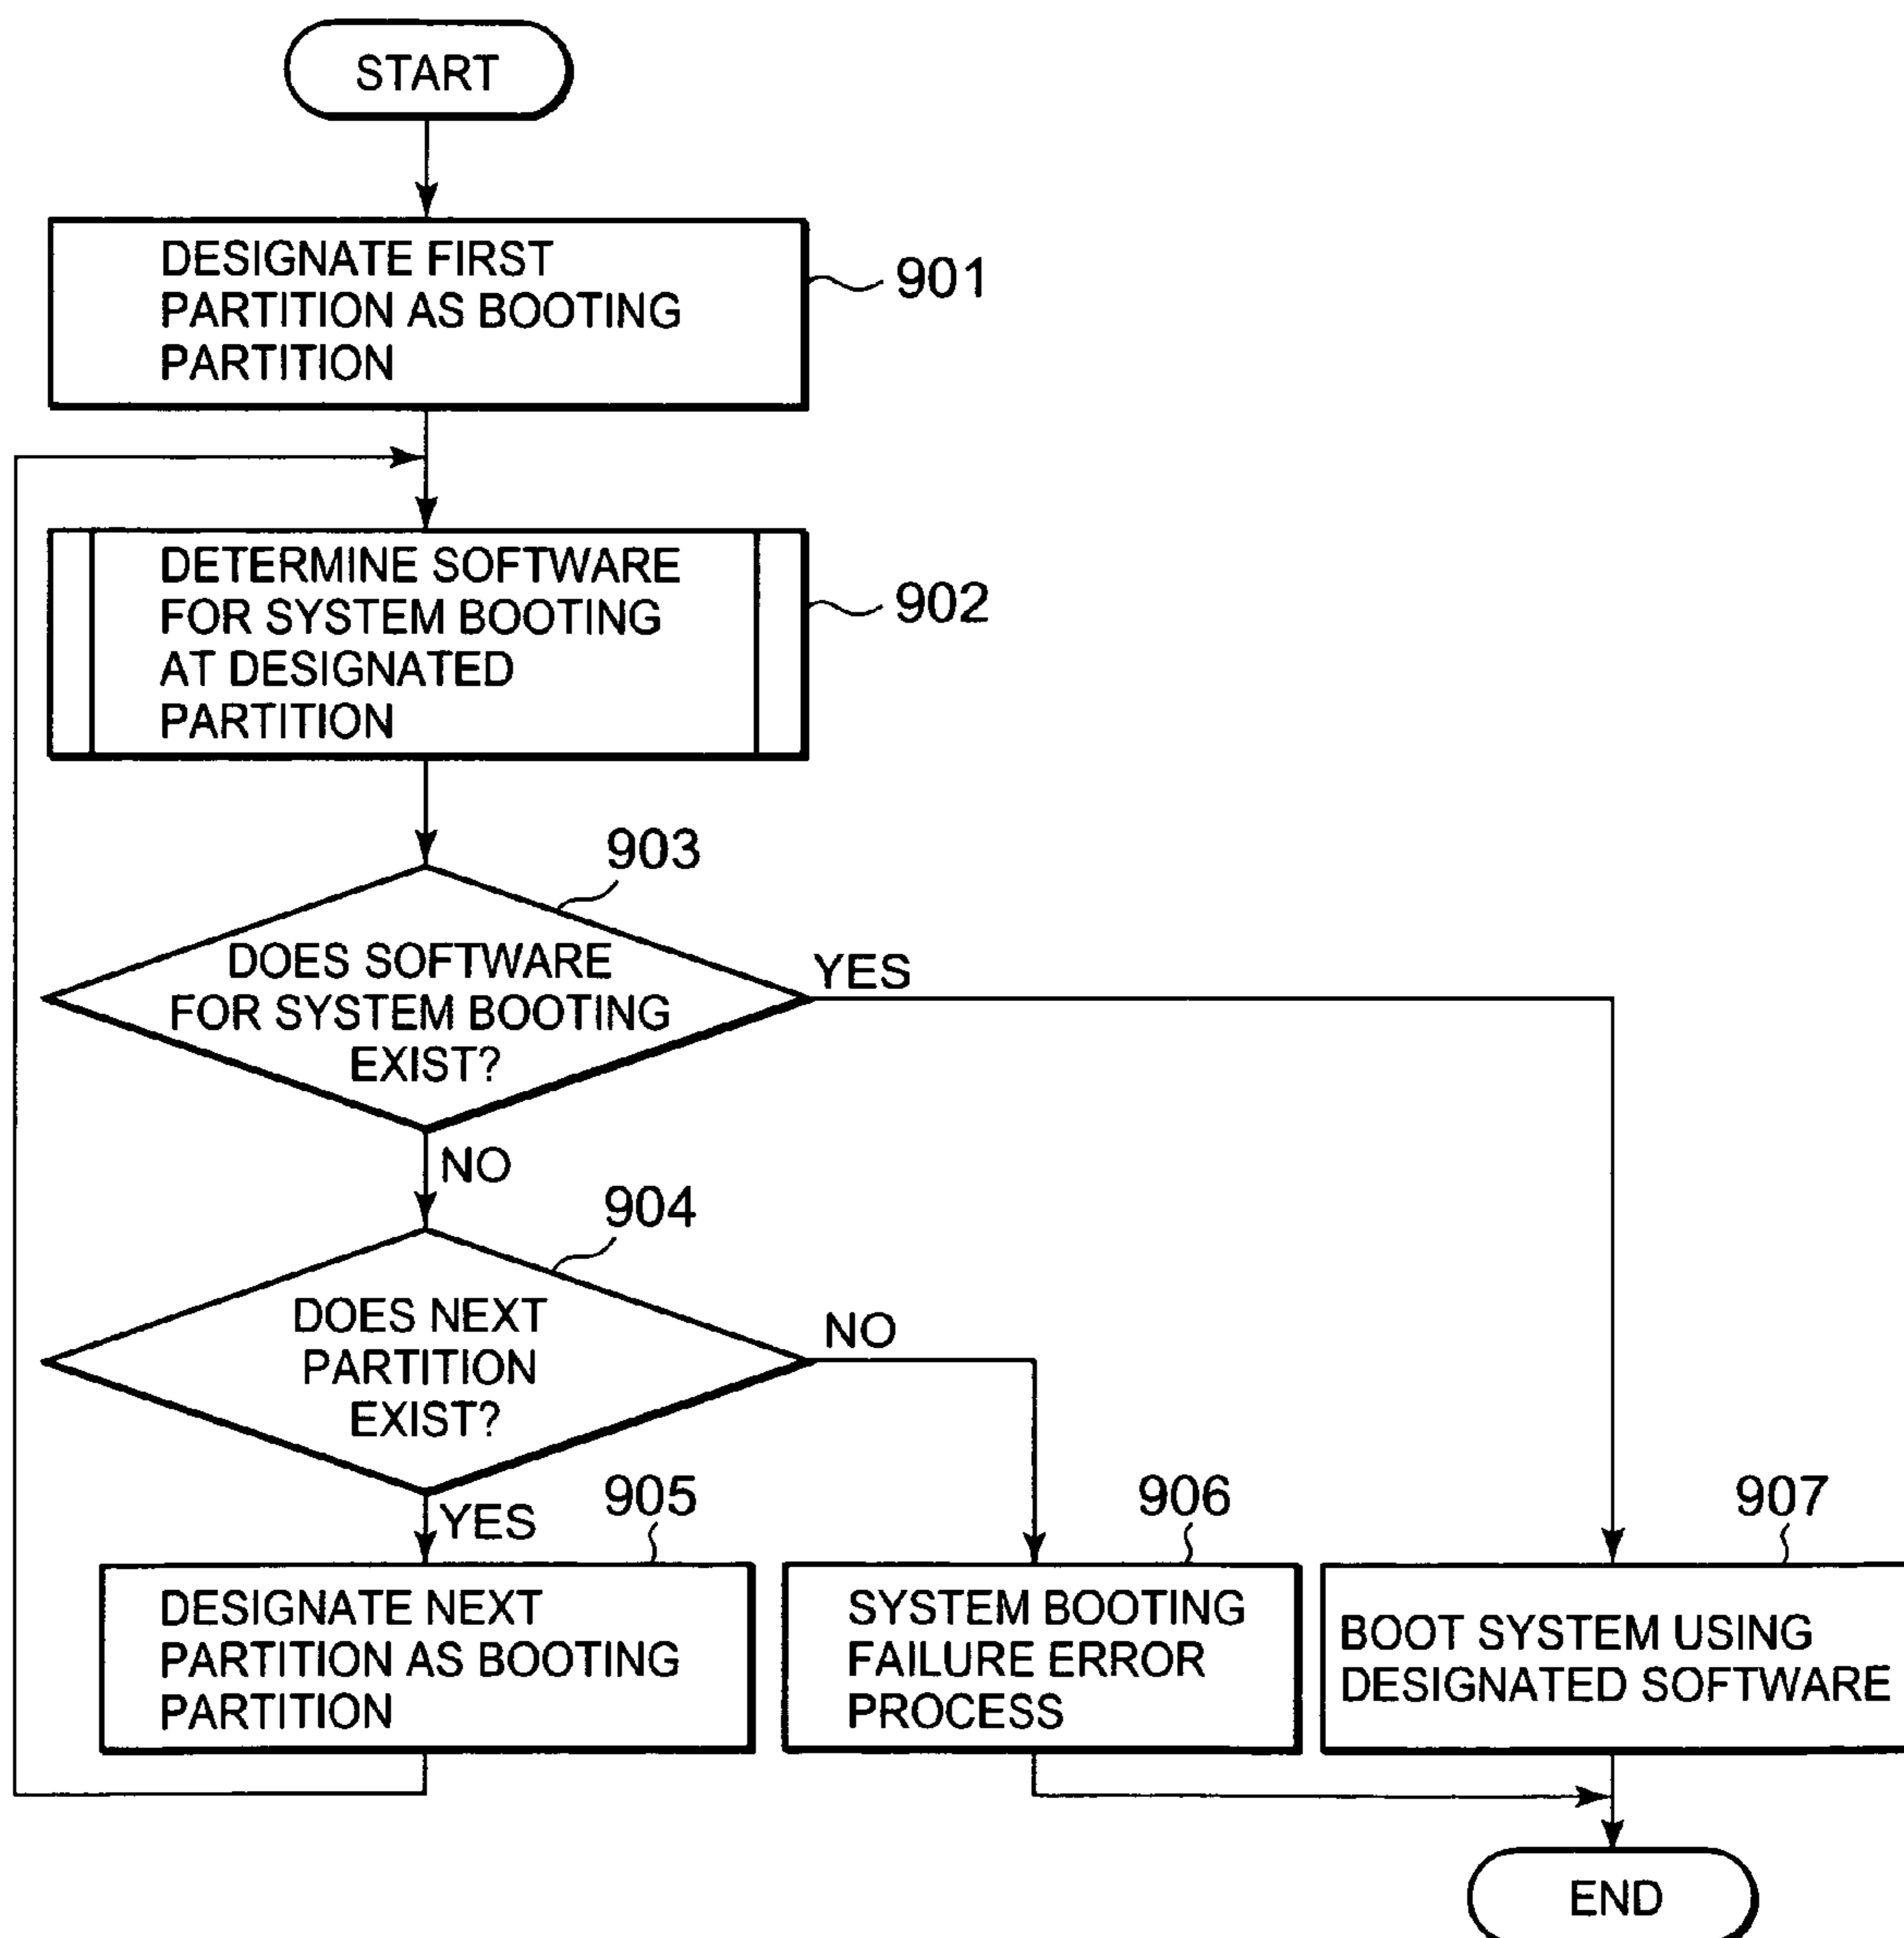 START
DESIGNATE FIRST
PARTITION AS BOOTING
PARTITION
901
DETERMINE SOFTWARE
FOR SYSTEM BOOTING
AT DESIGNATED
PARTITION
902
903
DOES SOFTWARE
FOR SYSTEM BOOTING
EXIST?
YES
NO
904
DOES NEXT
PARTITION
EXIST?
NO
YES
905
DESIGNATE NEXT
PARTITION AS BOOTING
PARTITION
906
SYSTEM BOOTING
FAILURE ERROR
PROCESS
907
BOOT SYSTEM USING
DESIGNATED SOFTWARE
END